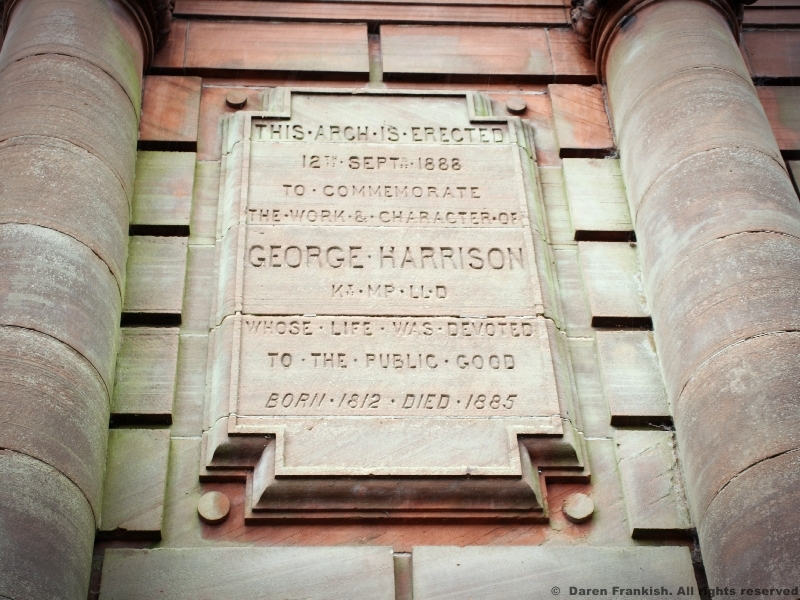 THIS·ARCH·IS·ERECTED
12TH·SEPTR·1888
TO·COMMEMORATE
THE·WORK·&·CHARACTER·OF
GEORGE·HARRISON
KT·MP·LL·D
WHOSE·LIFE·WAS·DEVOTED
TO·THE·PUBLIC·GOOD
BORN·1812·DIED·1885
© Daren Frankish. All rights reserved